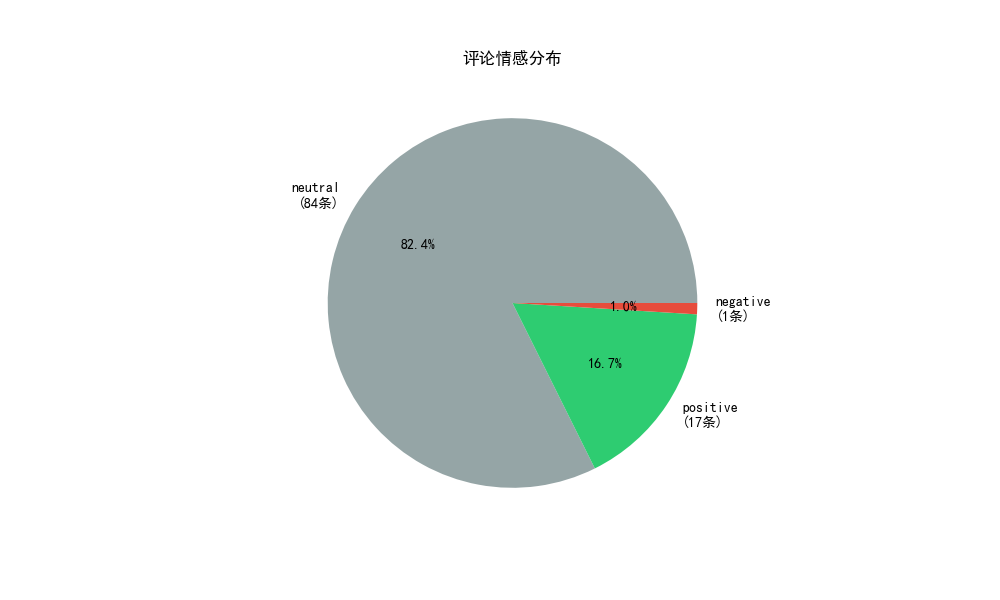 评论情感分布
neutral
(84条)
82.4%
negative
(1条)
1.0%
16.7%
positive
(17条)